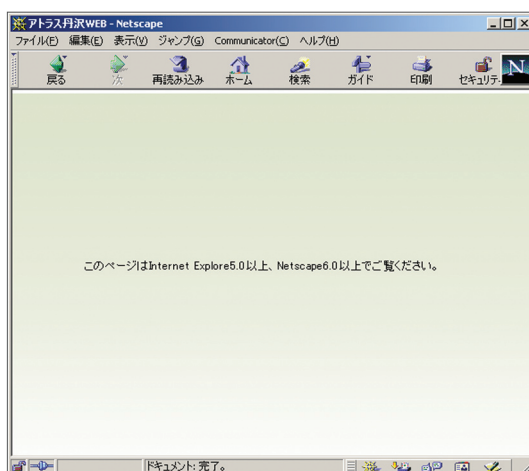 アトラス丹沢WEB - Netscape
ファイル(F) 編集(E) 表示(V) ジャンプ(G) Communicator(C) ヘルプ(H)
戻る 次 再読み込み ホーム 検索 ガイド 印刷 セキュリティ
N
このページはInternet Explore5.0以上、Netscape6.0以上でご覧ください。
ドキュメント: 完了。